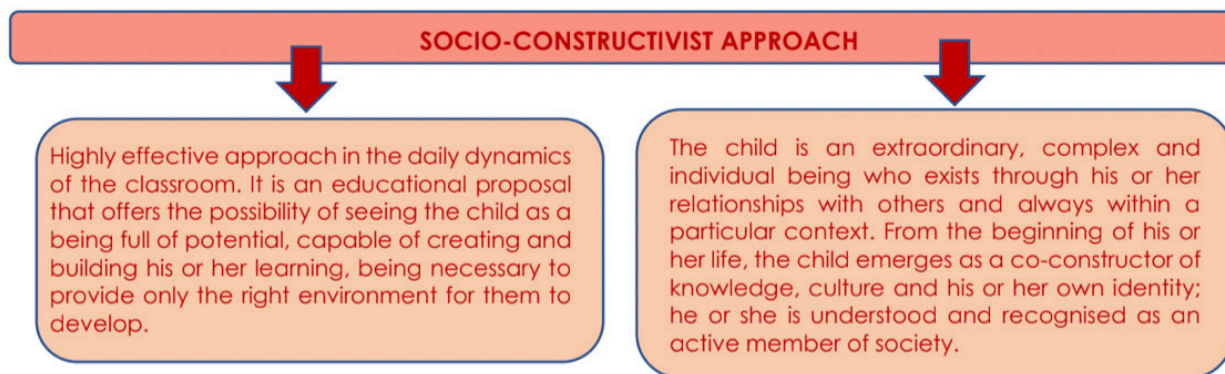 SOCIO-CONSTRUCTIVIST APPROACH
Highly effective approach in the daily dynamics
of the classroom. It is an educational proposal
that offers the possibility of seeing the child as a
being full of potential, capable of creating and
building his or her learning, being necessary to
provide only the right environment for them to
develop.
The child is an extraordinary, complex and
individual being who exists through his or her
relationships with others and always within a
particular context. From the beginning of his or
her life, the child emerges as a co-constructor of
knowledge, culture and his or her own identity;
he or she is understood and recognised as an
active member of society.